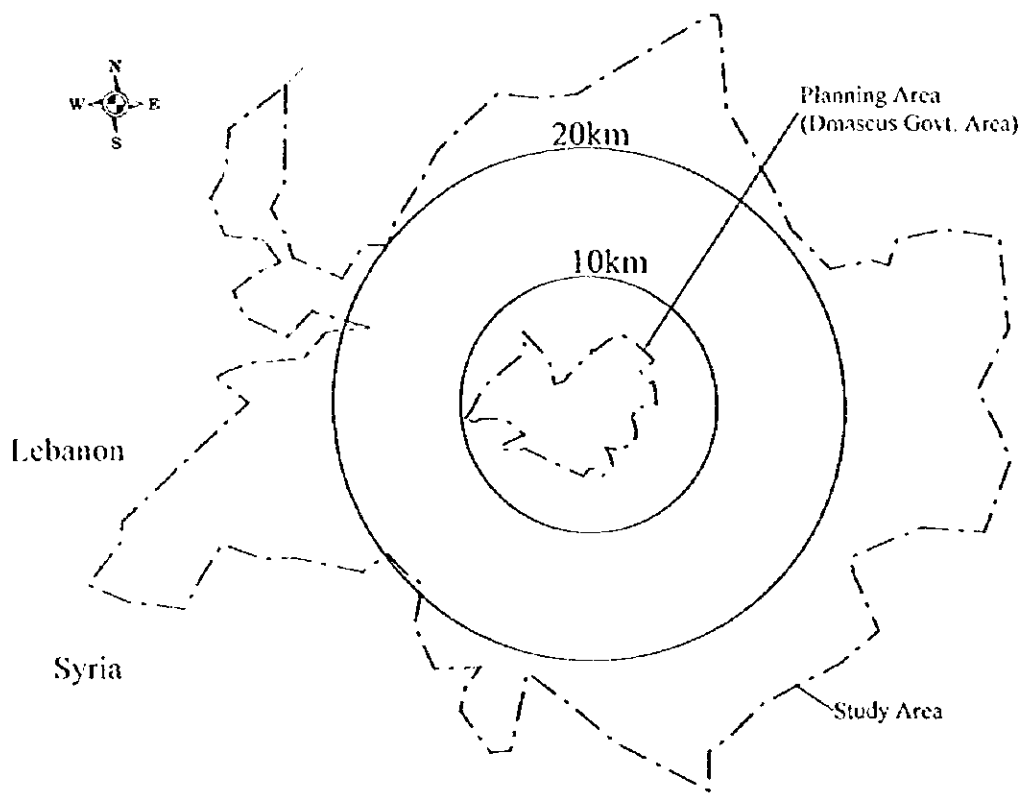 N
W E
S
Planning Area
(Dmascus Govt. Area)
20km
10km
Lebanon
Syria
Study Area